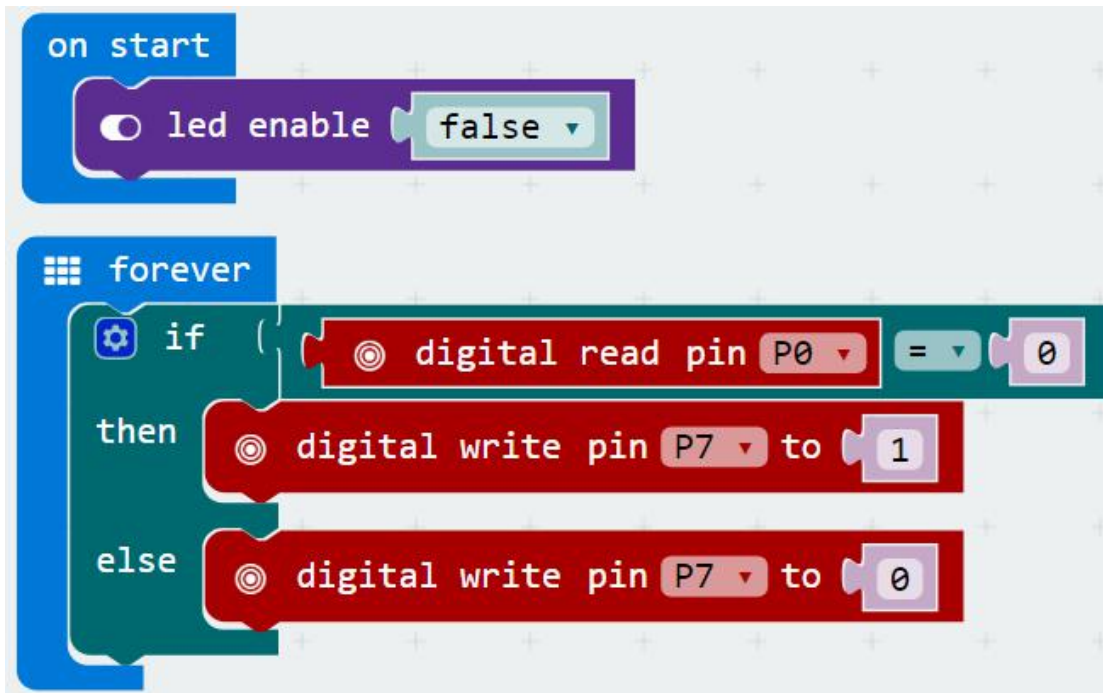 on start
led enable false
forever
if digital read pin P0 = 0
then digital write pin P7 to 1
else digital write pin P7 to 0